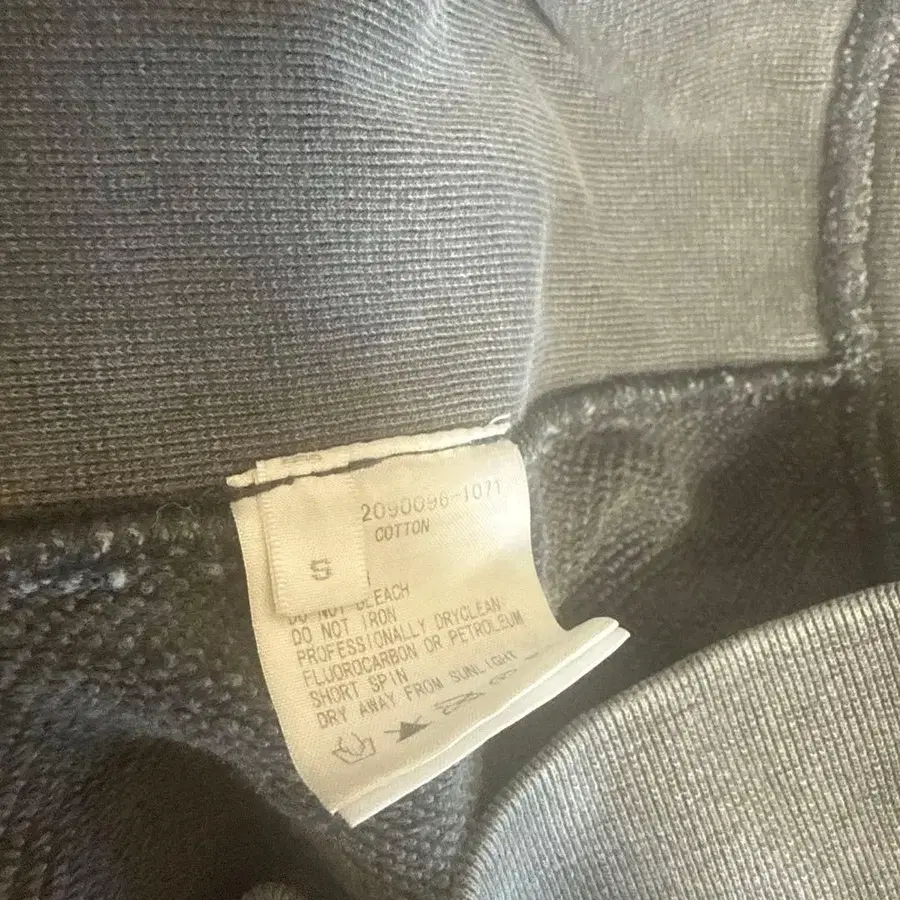 2090096-1071
COTTON
S
DO NOT BLEACH
DO NOT IRON
PROFESSIONALLY DRYCLEAN
FLUOROCARBON OR PETROLEUM
SHORT SPIN
DRY AWAY FROM SUNLIGHT